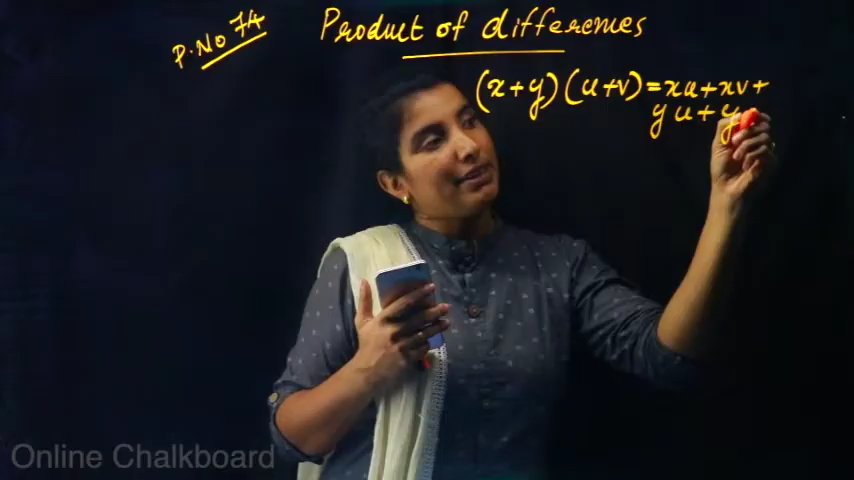 P.No 74
Product of differences
(x+y)(u+v)=xu+xv+
yu+y
Online Chalkboard